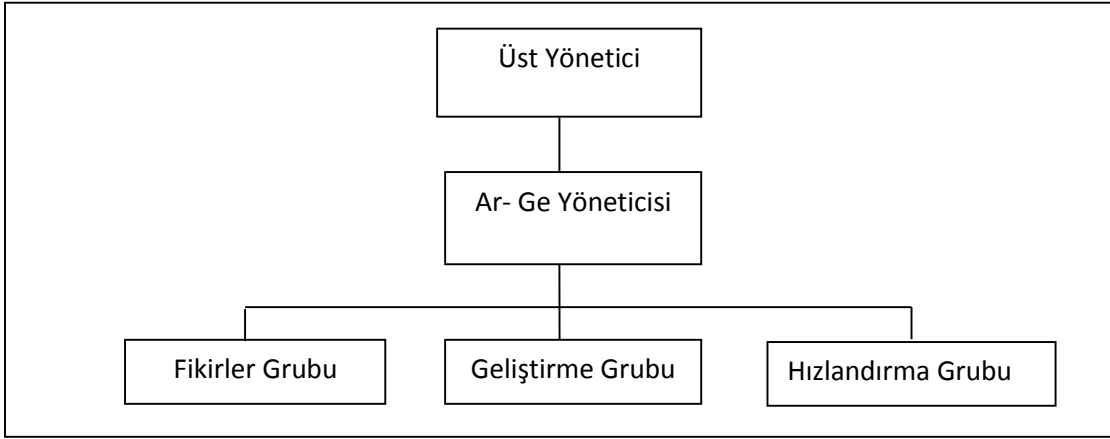 Üst Yönetici
Ar- Ge Yöneticisi
Fikirler Grubu
Geliştirme Grubu
Hızlandırma Grubu